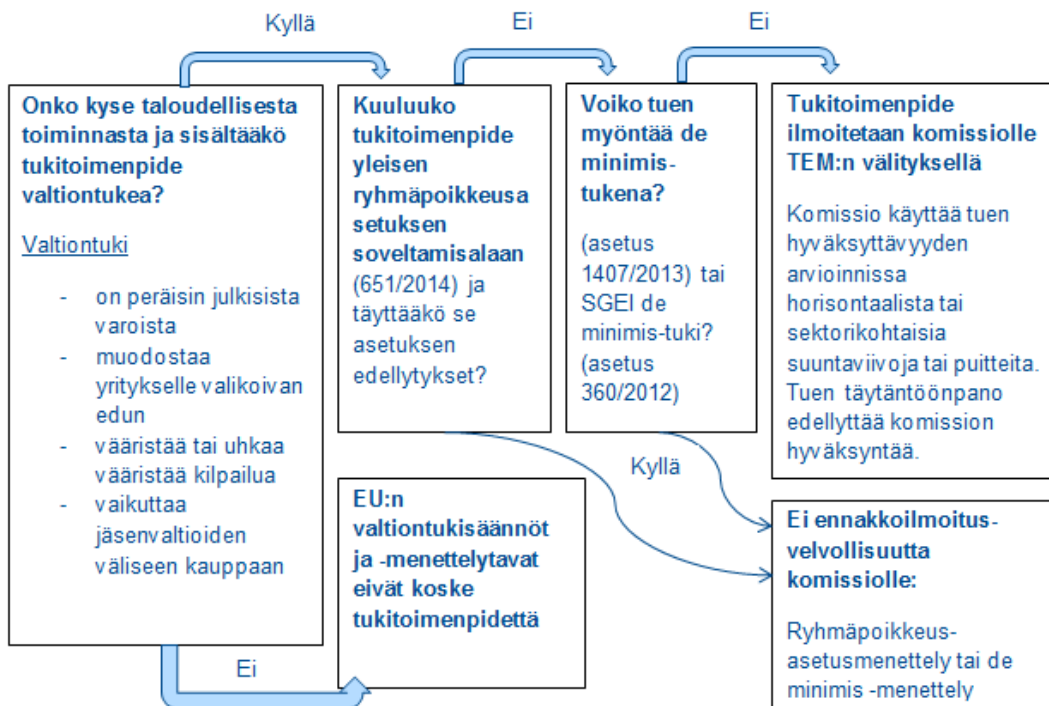 Kyllä
Ei
Ei
Onko kyse taloudellisesta
toiminnasta ja sisältääkö
tukitoimenpide
valtiontukea?
Valtiontuki
- on peräisin julkisista
varoista
- muodostaa
yritykselle valikoivan
edun
- vääristää tai uhkaa
vääristää kilpailua
- vaikuttaa
jäsenvaltioiden
väliseen kauppaan
Kuuluuko
tukitoimenpide
yleisen
ryhmäpoikkeusa
setuksen
soveltamisalaan
(651/2014) ja
täyttääkö se
asetuksen
edellytykset?
Voiko tuen
myöntää de
minimis-
tukena?
(asetus
1407/2013) tai
SGEI de
minimis-tuki?
(asetus
360/2012)
Tukitoimenpide
ilmoitetaan komissiolle
TEM:n välityksellä
Komissio käyttää tuen
hyväksyttävyyden
arvioinnissa
horisontaalista tai
sektorikohtaisia
suuntaviivoja tai puitteita.
Tuen täytäntöönpano
edellyttää komission
hyväksyntää.
Kyllä
EU:n
valtiontukisäännöt
ja -menettelytavat
eivät koske
tukitoimenpidettä
Ei ennakkoilmoitus-
velvollisuutta
komissiolle:
Ryhmäpoikkeus-
asetusmenettely tai de
minimis -menettely
Ei